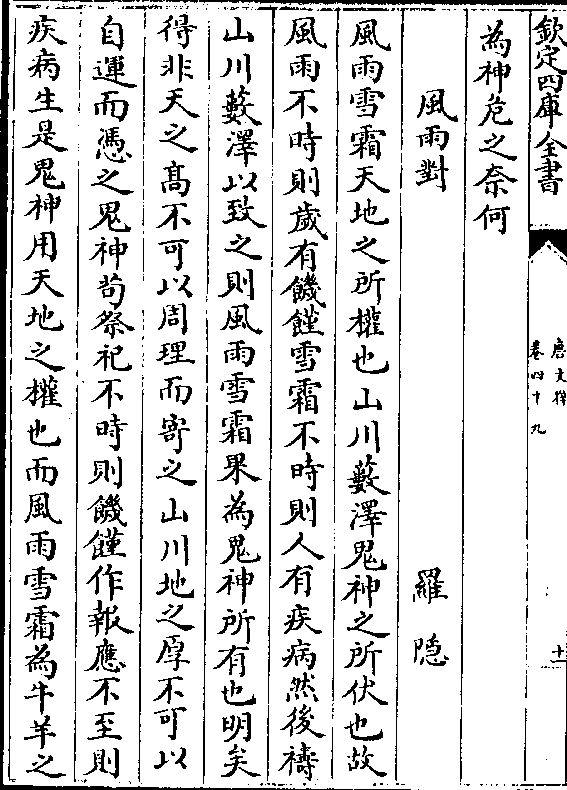 欽定四庫全書
唐文粹
卷四十九
十一
為神危之奈何
風雨對　羅隱
風雨雪霜天地之所權也山川藪澤鬼神之所伏也故
風雨不時則歲有饑饉雪霜不時則人有疾病然後禱
山川藪澤以致之則風雨雪霜果為鬼神所有也明矣
得非天之髙不可以周理而寄之山川地之厚不可以
自運而憑之鬼神茍祭祀不時則饑饉作報應不至則
疾病生是鬼神用天地之權也而風雨雪霜為牛羊之